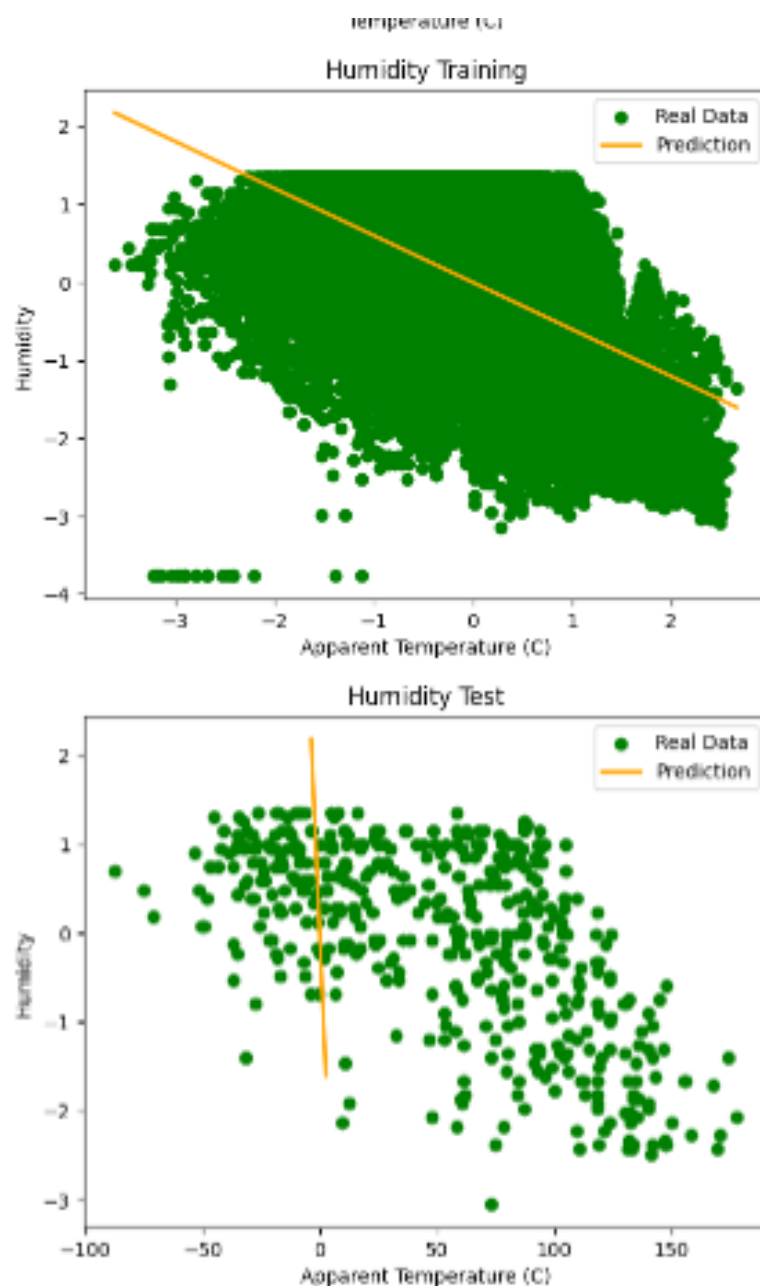 Temperature (C)
Humidity Training
Real Data
Prediction
2
1
0
−1
−2
−3
−4
Humidity
−3
−2
−1
0
1
2
Apparent Temperature (C)
Humidity Test
Real Data
Prediction
2
1
0
−1
−2
−3
Humidity
−100
−50
0
50
100
150
Apparent Temperature (C)